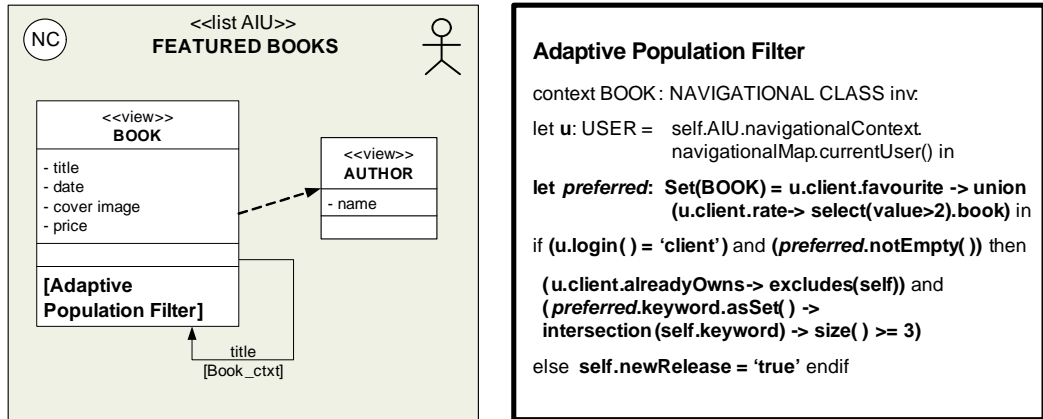 NC
<<list AIU>>
FEATURED BOOKS
<<view>>
BOOK
- title
- date
- cover image
- price
[Adaptive
Population Filter]
<<view>>
AUTHOR
- name
title
[Book_ctxt]
Adaptive Population Filter
context BOOK: NAVIGATIONAL CLASS inv:
let u: USER = self.AIU.navigationalContext.
navigationalMap.currentUser() in
let preferred: Set(BOOK) = u.client.favourite -> union
(u.client.rate-> select(value>2).book) in
if (u.login( ) = ‘client’) and (preferred.notEmpty( )) then
(u.client.alreadyOwns-> excludes(self)) and
(preferred.keyword.asSet( ) ->
intersection (self.keyword) -> size( ) >= 3)
else self.newRelease = ‘true’ endif